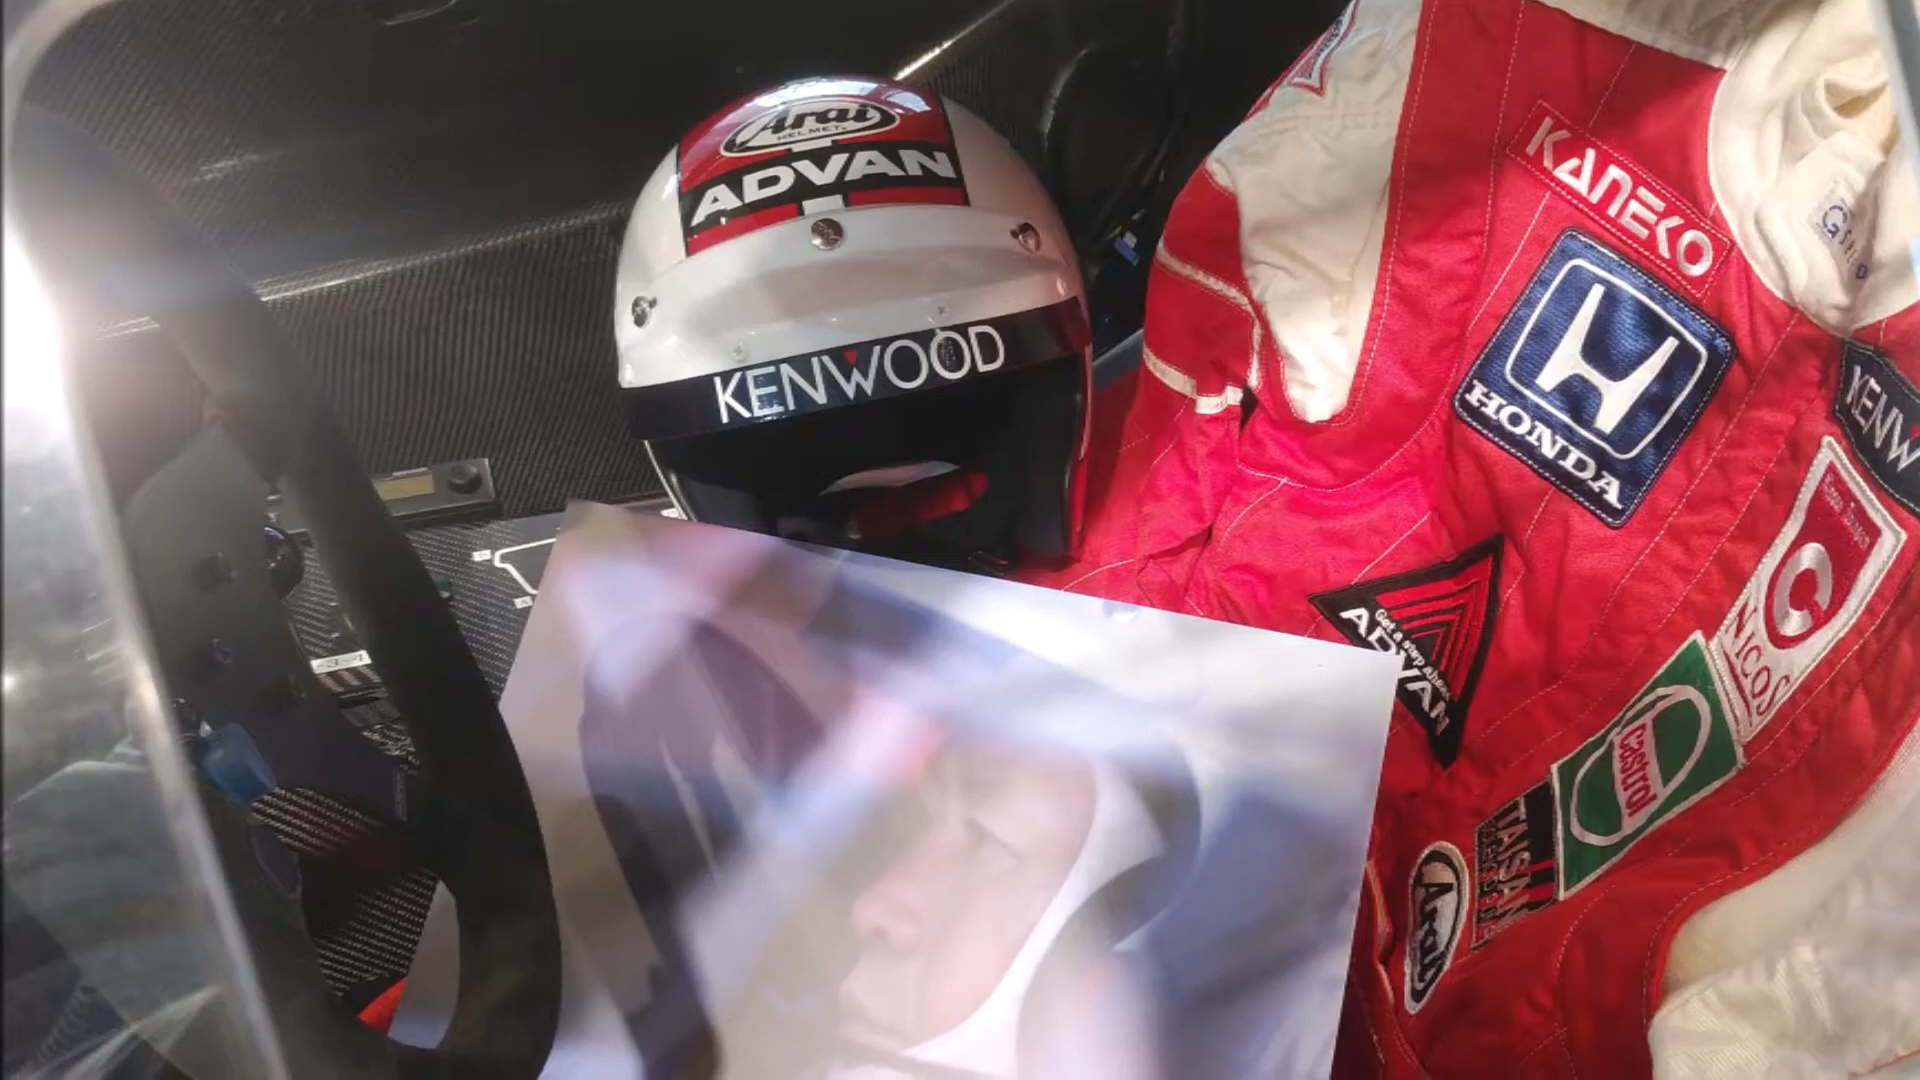 Arai
HELMET.
ADVAN
KENWOOD
KANEKO
HONDA
KENW
Get a step ahead
ADVAN
NICOS
Castrol
TAISAN
Arai